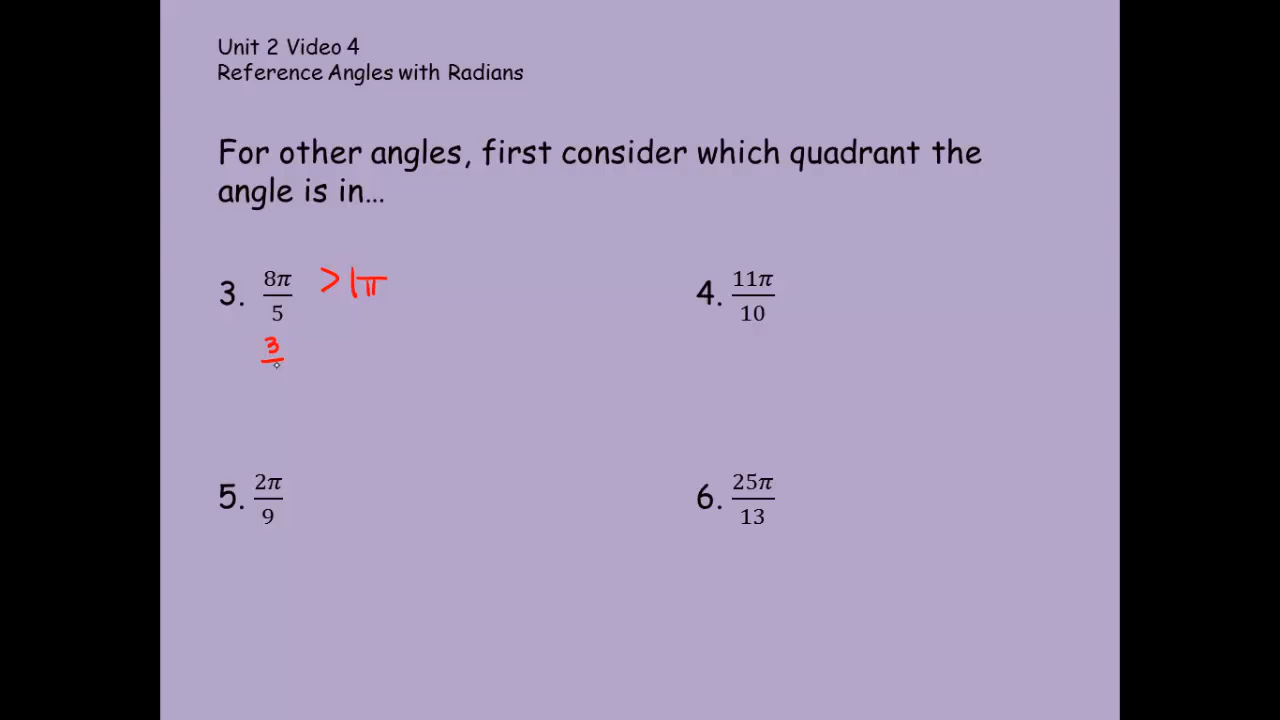 Unit 2 Video 4
Reference Angles with Radians
For other angles, first consider which quadrant the
angle is in...
3. 8π/5 > 1π
3
4. 11π/10
5. 2π/9
6. 25π/13